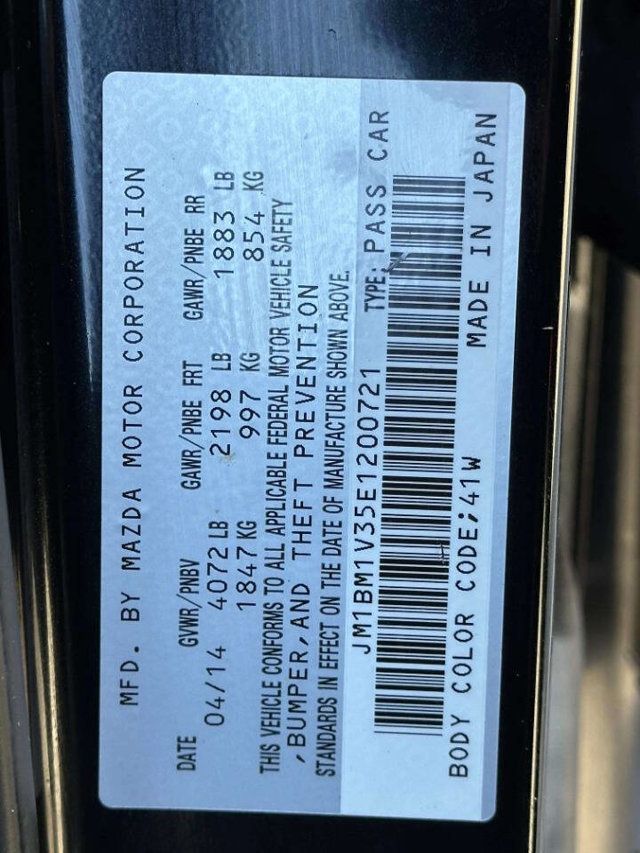 MFD. BY MAZDA MOTOR CORPORATION
DATE GVWR/PNBV GAWR/PNBE FRT GAWR/PNBE RR
04/14 4072 LB 2198 LB 1883 LB
1847 KG 997 KG 854 KG
THIS VEHICLE CONFORMS TO ALL APPLICABLE FEDERAL MOTOR VEHICLE SAFETY
,BUMPER,AND THEFT PREVENTION
STANDARDS IN EFFECT ON THE DATE OF MANUFACTURE SHOWN ABOVE.
JM1BM1V35E1200721 TYPE: PASS CAR
BODY COLOR CODE;41W MADE IN JAPAN